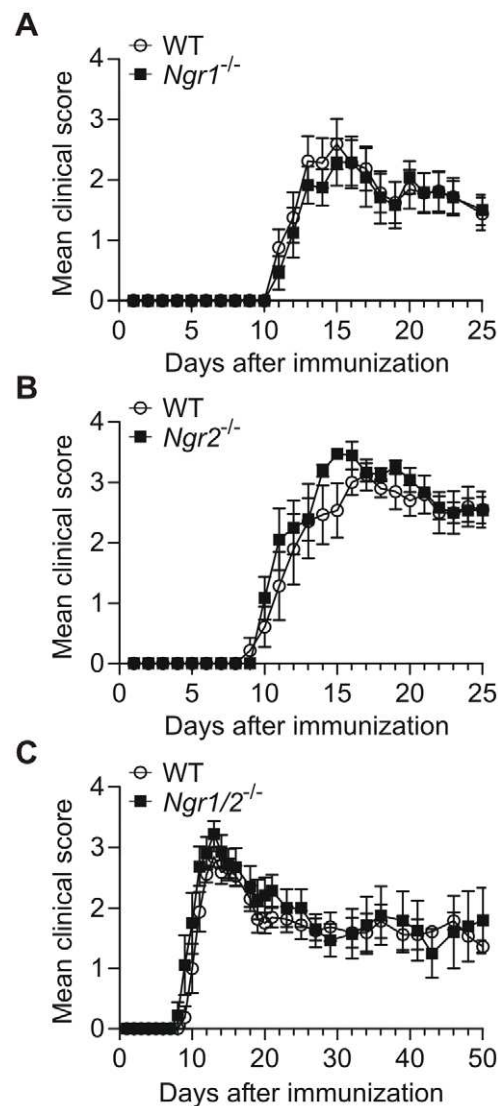 A
WT
Ngr1-/-
Mean clinical score
4
3
2
1
0
0 5 10 15 20 25
Days after immunization
B
WT
Ngr2-/-
Mean clinical score
4
3
2
1
0
0 5 10 15 20 25
Days after immunization
C
WT
Ngr1/2-/-
Mean clinical score
4
3
2
1
0
0 10 20 30 40 50
Days after immunization